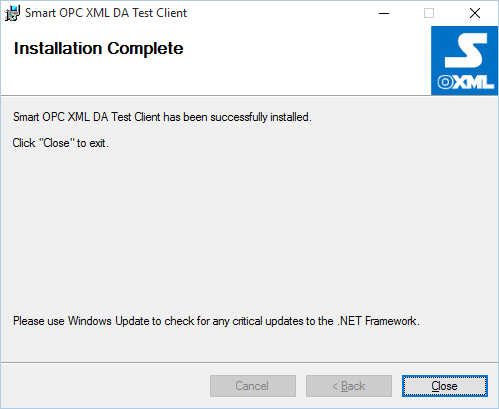 Smart OPC XML DA Test Client
Installation Complete
S
OXML
Smart OPC XML DA Test Client has been successfully installed.
Click "Close" to exit.
Please use Windows Update to check for any critical updates to the .NET Framework.
Cancel
< Back
Close